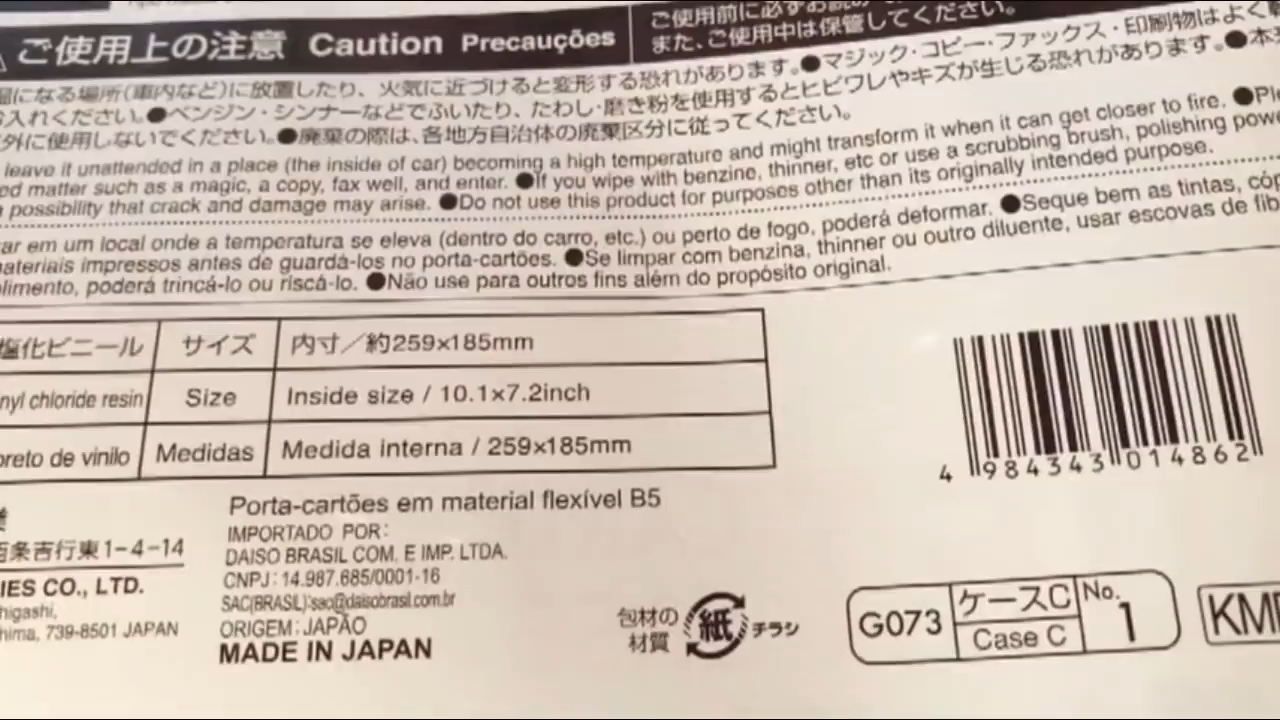 ご使用上の注意 Caution Precauções
ご使用前に必ずお読み
また、ご使用中は保管してください。
になる場所(車内など)に放置したり、火気に近づけると変形する恐れがあります。●マジック・コピー・ファックス・印刷物はよく
お入れください。●ベンジン・シンナーなどでふいたり、たわし・磨き粉を使用するとヒビワレやキズが生じる恐れがあります。●本
外に使用しないでください。●廃棄の際は、各地方自治体の廃棄区分に従ってください。
leave it unattended in a place (the inside of car) becoming a high temperature and might transform it when it can get closer to fire. ●Ple
ed matter such as a magic, a copy, fax well, and enter. ●If you wipe with benzine, thinner, etc or use a scrubbing brush, polishing pow
possibility that crack and damage may arise. ●Do not use this product for purposes other than its originally intended purpose.
ar em um local onde a temperatura se eleva (dentro do carro, etc.) ou perto de fogo, poderá deformar. ●Seque bem as tintas, cóp
ateriais impressos antes de guardá-los no porta-cartões. ●Se limpar com benzina, thinner ou outro diluente, usar escovas de fib
olimento, poderá trincá-lo ou riscá-lo. ●Não use para outros fins além do propósito original.
塩化ビニール サイズ 内寸/約259×185mm
nyl chloride resin Size Inside size / 10.1×7.2inch
oreto de vinilo Medidas Medida interna / 259×185mm
4 984343 014862
Porta-cartões em material flexível B5
IMPORTADO POR:
DAISO BRASIL COM. E IMP. LTDA.
CNPJ: 14.987.685/0001-16
SAC(BRASIL):sac@daisobrasil.com.br
ORIGEM: JAPÃO
MADE IN JAPAN
条吉行東1-4-14
IES CO., LTD.
higashi,
hima, 739-8501 JAPAN
包材の
材質
紙
チラシ
G073
ケースC
Case C
No.
1
KM